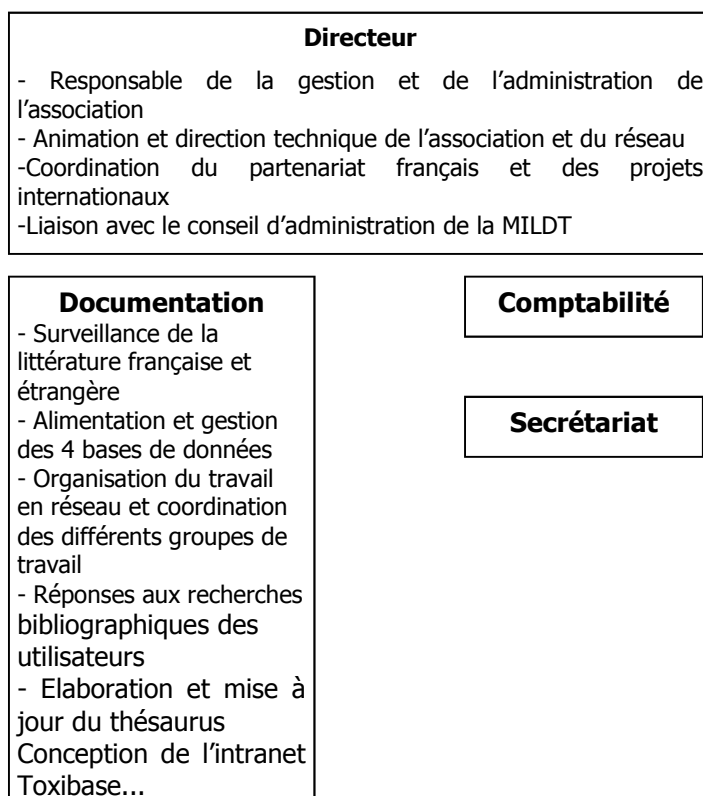 Directeur
- Responsable de la gestion et de l'administration de
l'association
- Animation et direction technique de l'association et du réseau
-Coordination du partenariat français et des projets
internationaux
-Liaison avec le conseil d'administration de la MILDT
Documentation
- Surveillance de la
littérature française et
étrangère
- Alimentation et gestion
des 4 bases de données
- Organisation du travail
en réseau et coordination
des différents groupes de
travail
- Réponses aux recherches
bibliographiques des
utilisateurs
- Elaboration et mise à
jour du thésaurus
Conception de l'intranet
Toxibase...
Comptabilité
Secrétariat